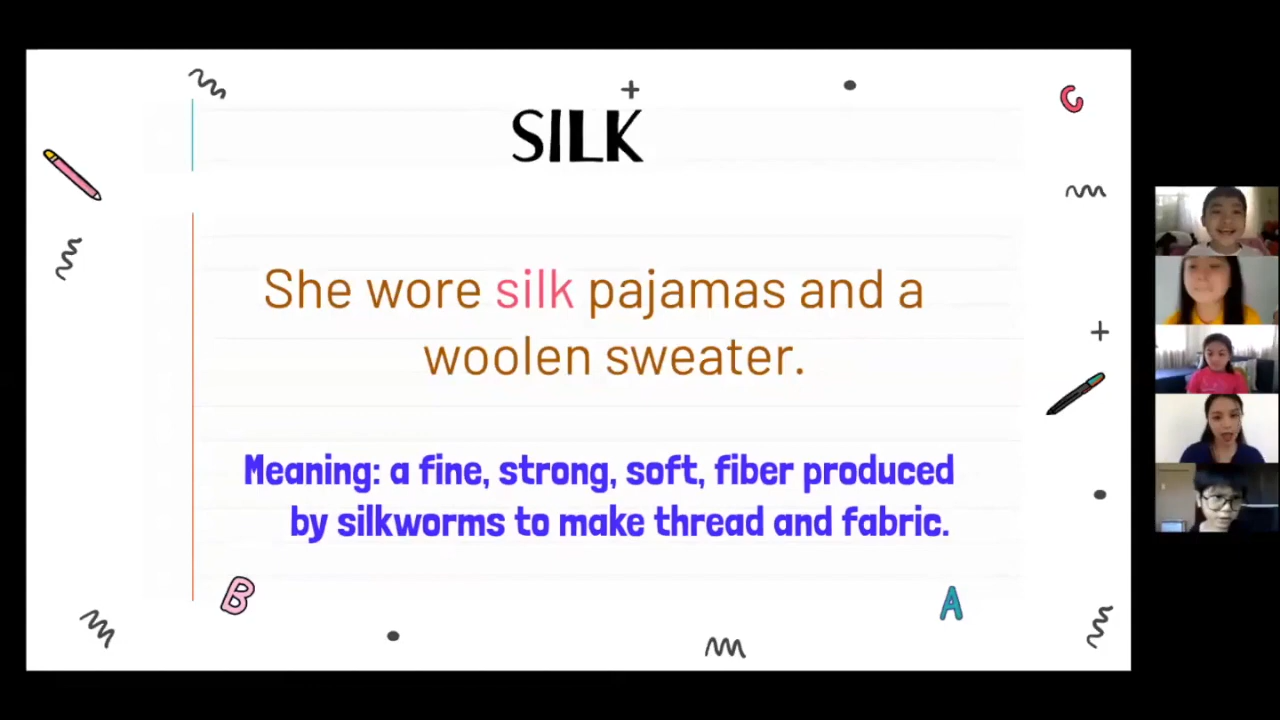 SILK
She wore silk pajamas and a
woolen sweater.
Meaning: a fine, strong, soft, fiber produced
by silkworms to make thread and fabric.
C
B
A